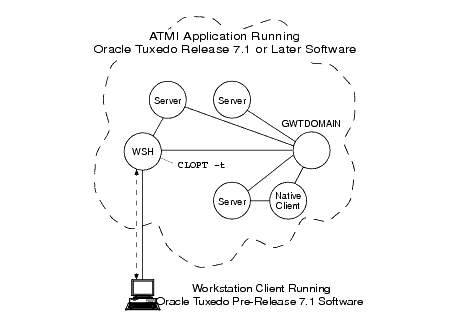 ATMI Application Running
Oracle Tuxedo Release 7.1 or Later Software
Server
Server
GWTDOMAIN
WSH
CLOPT -t
Server
Native
Client
Workstation Client Running
Oracle Tuxedo Pre-Release 7.1 Software